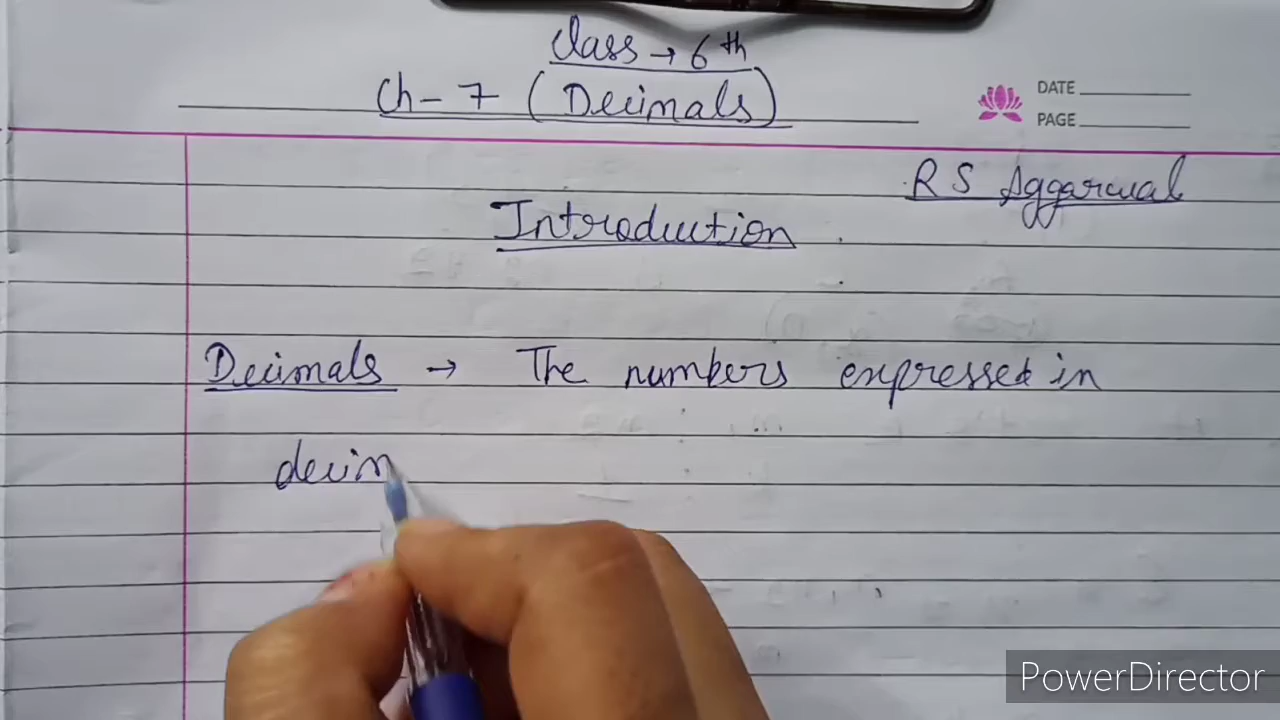 Class → 6th
Ch - 7 (Decimals)
DATE
PAGE
R S Aggarwal
Introduction
Decimals → The numbers expressed in
decim
PowerDirector